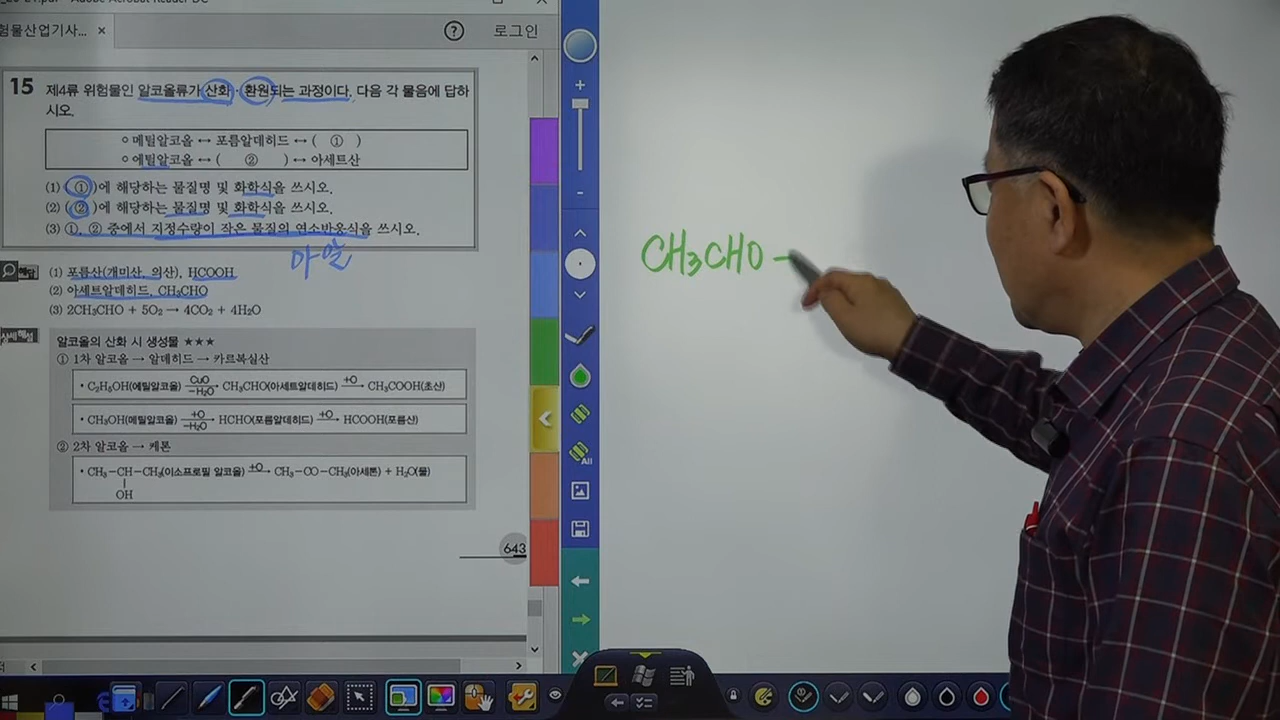 험물산업기사... ×
로그인
15 제4류 위험물인 알코올류가 산화·환원되는 과정이다. 다음 각 물음에 답하
시오.
○ 메틸알코올 ↔ 포름알데히드 ↔ ( ① )
○ 에틸알코올 ↔ ( ② ) ↔ 아세트산
(1) ( ① )에 해당하는 물질명 및 화학식을 쓰시오.
(2) ( ② )에 해당하는 물질명 및 화학식을 쓰시오.
(3) ①, ② 중에서 지정수량이 작은 물질의 연소반응식을 쓰시오.
아알
해답 (1) 포름산(개미산, 의산), HCOOH
(2) 아세트알데히드, CH₃CHO
(3) 2CH₃CHO + 5O₂ → 4CO₂ + 4H₂O
알코올의 산화 시 생성물 ★★★
① 1차 알코올 → 알데히드 → 카르복실산
• C₂H₅OH(에틸알코올) CuO -H₂O → CH₃CHO(아세트알데히드) +O → CH₃COOH(초산)
• CH₃OH(메틸알코올) +O -H₂O → HCHO(포름알데히드) +O → HCOOH(포름산)
② 2차 알코올 → 케톤
• CH₃-CH-CH₃(이소프로필 알코올) +O → CH₃-CO-CH₃(아세톤) + H₂O(물)
OH
643
CH₃CHO -
All